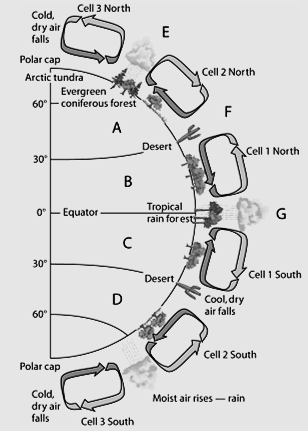 Cell 3 North
Cold,
dry air
falls
E
Polar cap
Cell 2 North
Arctic tundra
Evergreen
coniferous forest
60°
A
F
Desert
Cell 1 North
30°
B
Tropical
rain forest
0°
Equator
G
C
30°
Cell 1 South
Desert
Cool, dry
air falls
D
60°
Cell 2 South
Polar cap
Cold,
dry air
falls
Moist air rises — rain
Cell 3 South